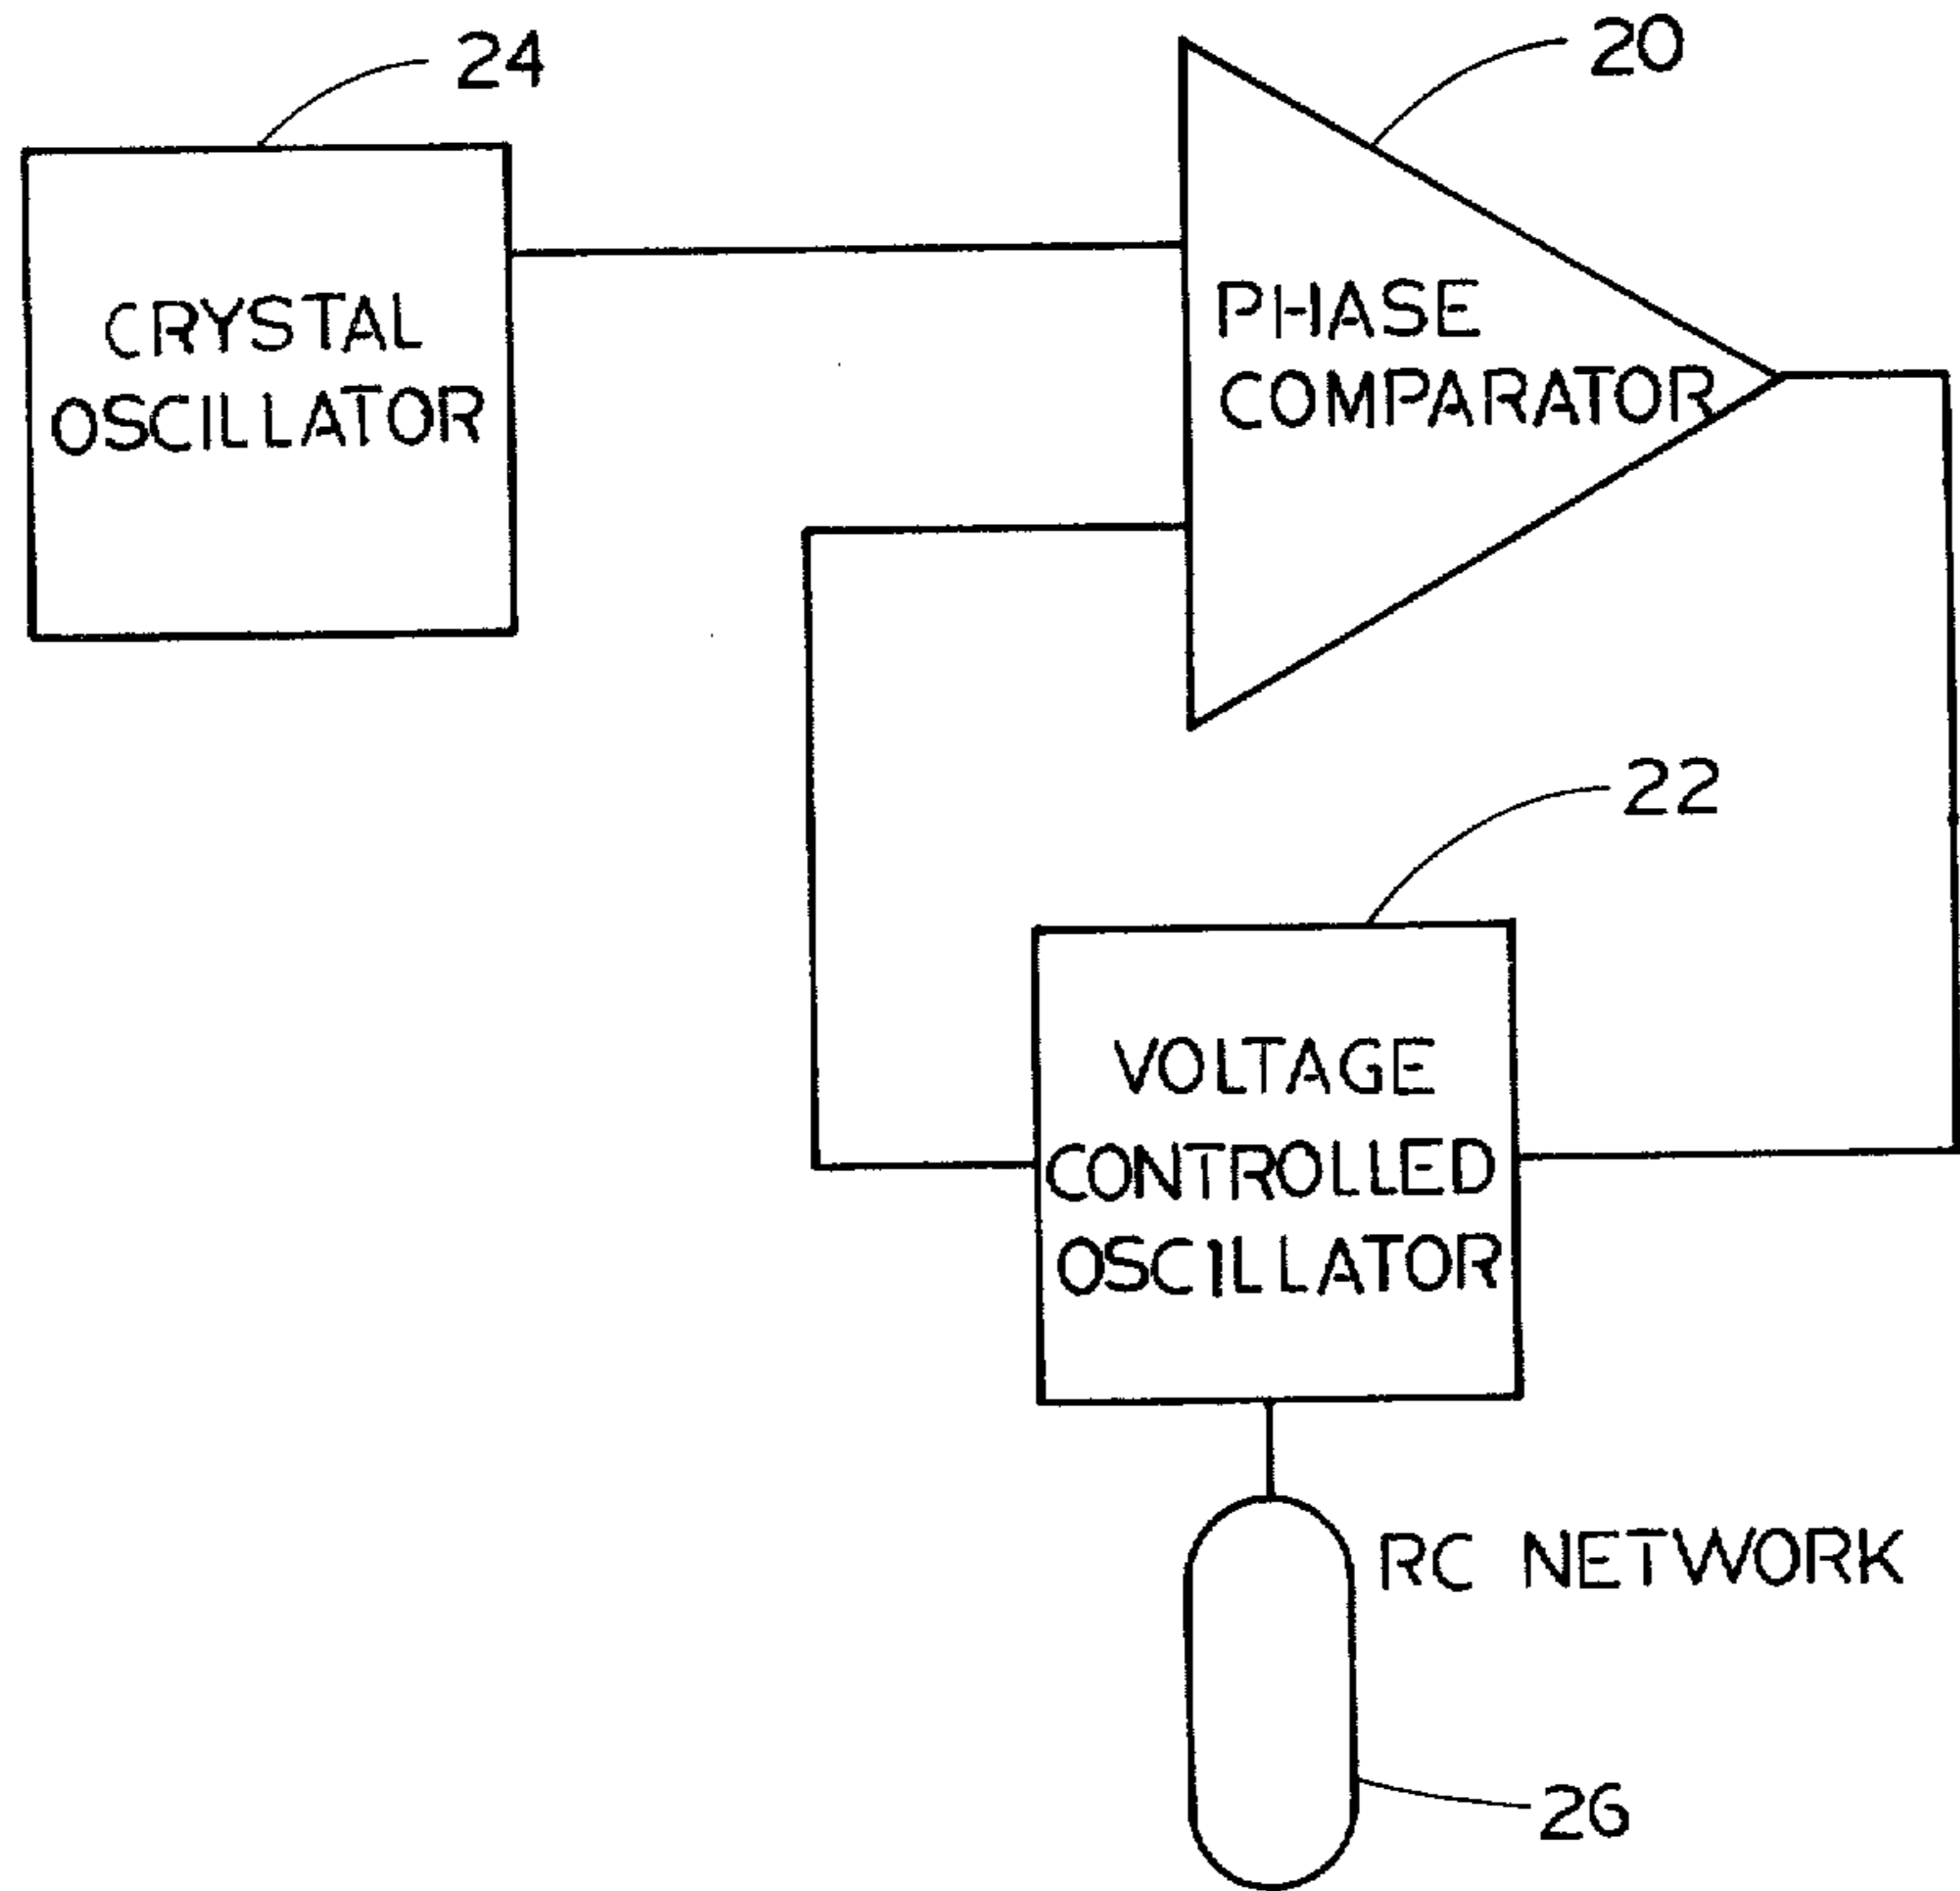 24
20
CRYSTAL
OSCILLATOR
PHASE
COMPARATOR
22
VOLTAGE
CONTROLLED
OSCILLATOR
RC NETWORK
26